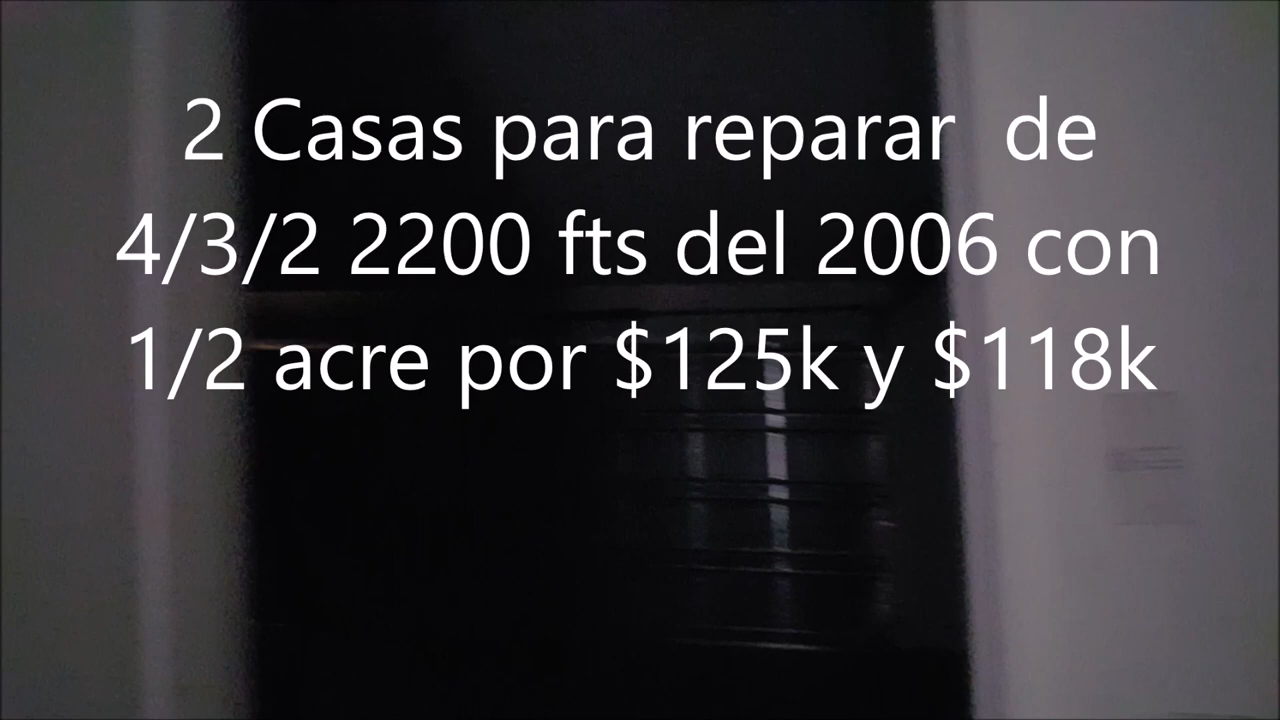 2 Casas para reparar  de
4/3/2 2200 fts del 2006 con
1/2 acre por $125k y $118k